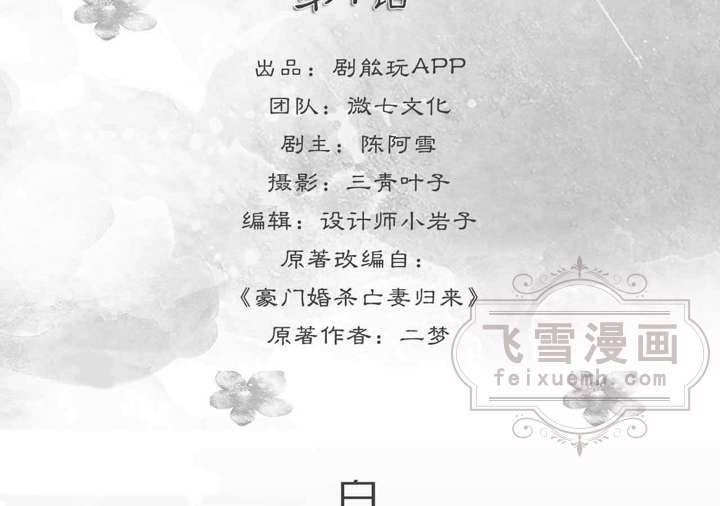 出品：剧能玩APP
团队：微七文化
剧主：陈阿雪
摄影：三青叶子
编辑：设计师小岩子
原著改编自：
《豪门婚杀亡妻归来》
原著作者：二梦
飞雪漫画
feixuemh.com